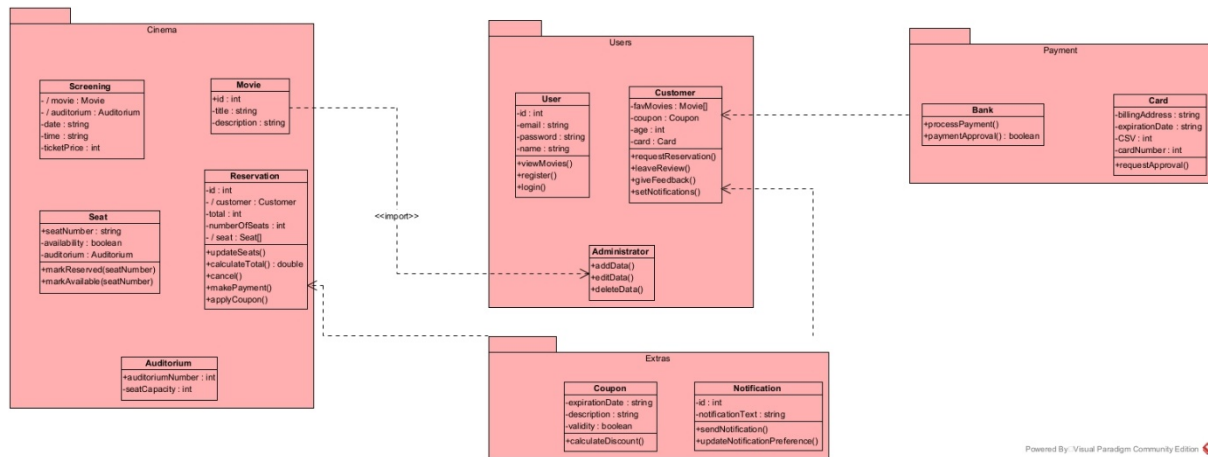 Cinema
Screening
- / movie : Movie
- / auditorium : Auditorium
-date : string
-time : string
-ticketPrice : int
Movie
+id : int
-title : string
-description : string
Reservation
-id : int
- / customer : Customer
-total : int
-numberOfSeats : int
- / seat : Seat[]
+updateSeats()
+calculateTotal() : double
+cancel()
+makePayment()
+applyCoupon()
Seat
+seatNumber : string
-availability : boolean
-auditorium : Auditorium
+markReserved(seatNumber)
+markAvailable(seatNumber)
Auditorium
+auditoriumNumber : int
-seatCapacity : int
<<import>>
Users
User
-id : int
-email : string
-password : string
-name : string
+viewMovies()
+register()
+login()
Customer
-favMovies : Movie[]
-coupon : Coupon
-age : int
-card : Card
+requestReservation()
+leaveReview()
+giveFeedback()
+setNotifications()
Administrator
+addData()
+editData()
+deleteData()
Payment
Bank
+processPayment()
+paymentApproval() : boolean
Card
-billingAddress : string
-expirationDate : string
-CSV : int
-cardNumber : int
+requestApproval()
Extras
Coupon
-expirationDate : string
-description : string
-validity : boolean
+calculateDiscount()
Notification
-id : int
-notificationText : string
+sendNotification()
+updateNotificationPreference()
Powered By Visual Paradigm Community Edition